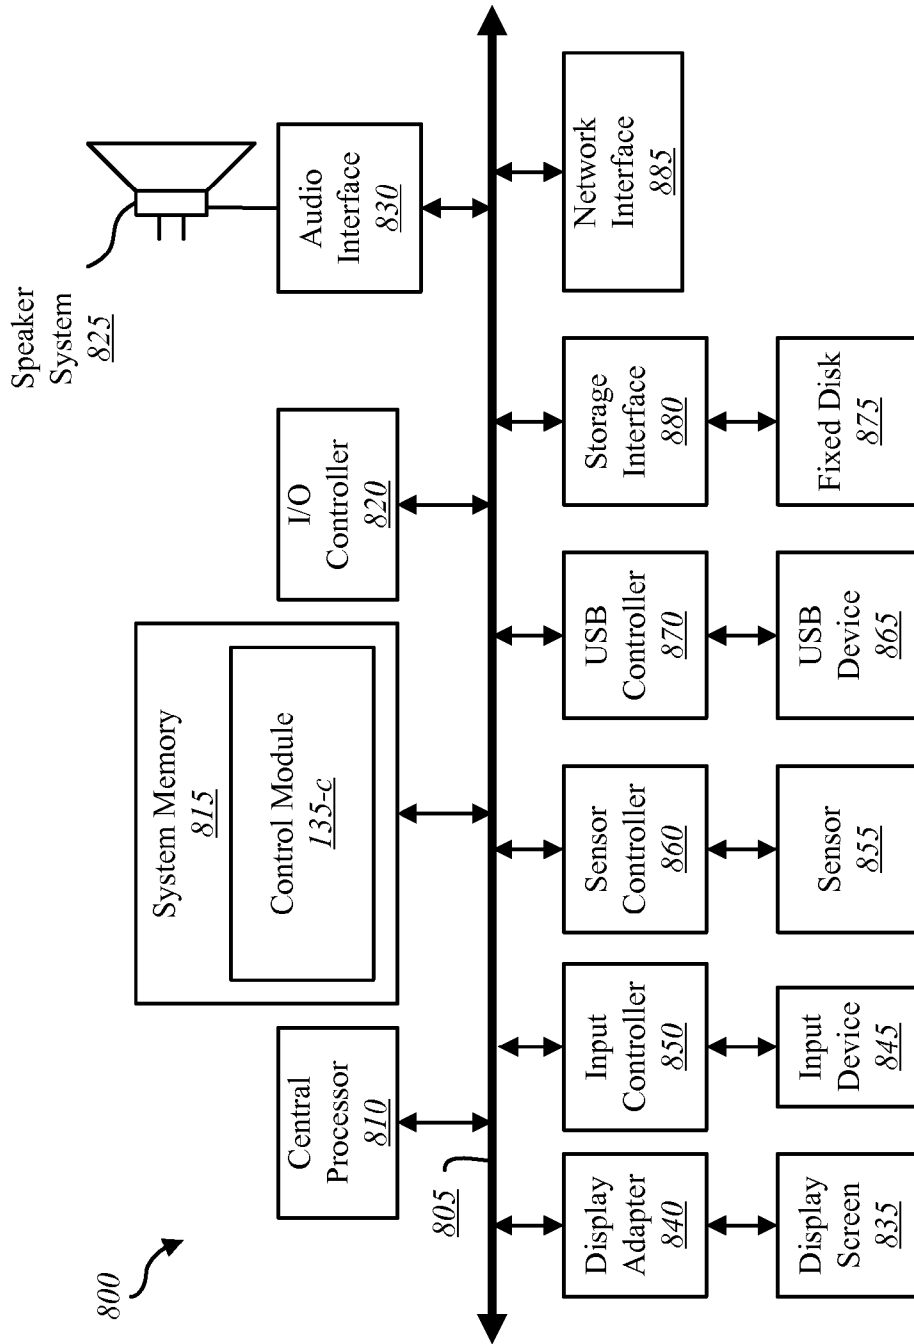 800
Speaker
System
825
Central
Processor
810
System Memory
815
Control Module
135-c
I/O
Controller
820
Audio
Interface
830
805
Display
Adapter
840
Input
Controller
850
Sensor
Controller
860
USB
Controller
870
Storage
Interface
880
Network
Interface
885
Display
Screen
835
Input
Device
845
Sensor
855
USB
Device
865
Fixed Disk
875